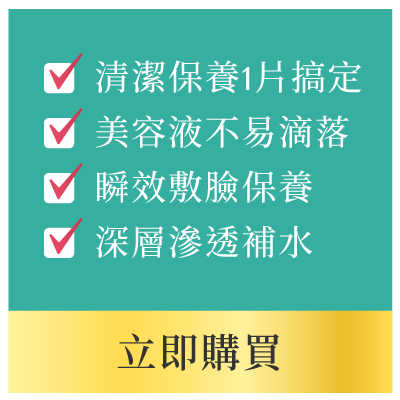 清潔保養1片搞定
美容液不易滴落
瞬效敷臉保養
深層滲透補水
立即購買